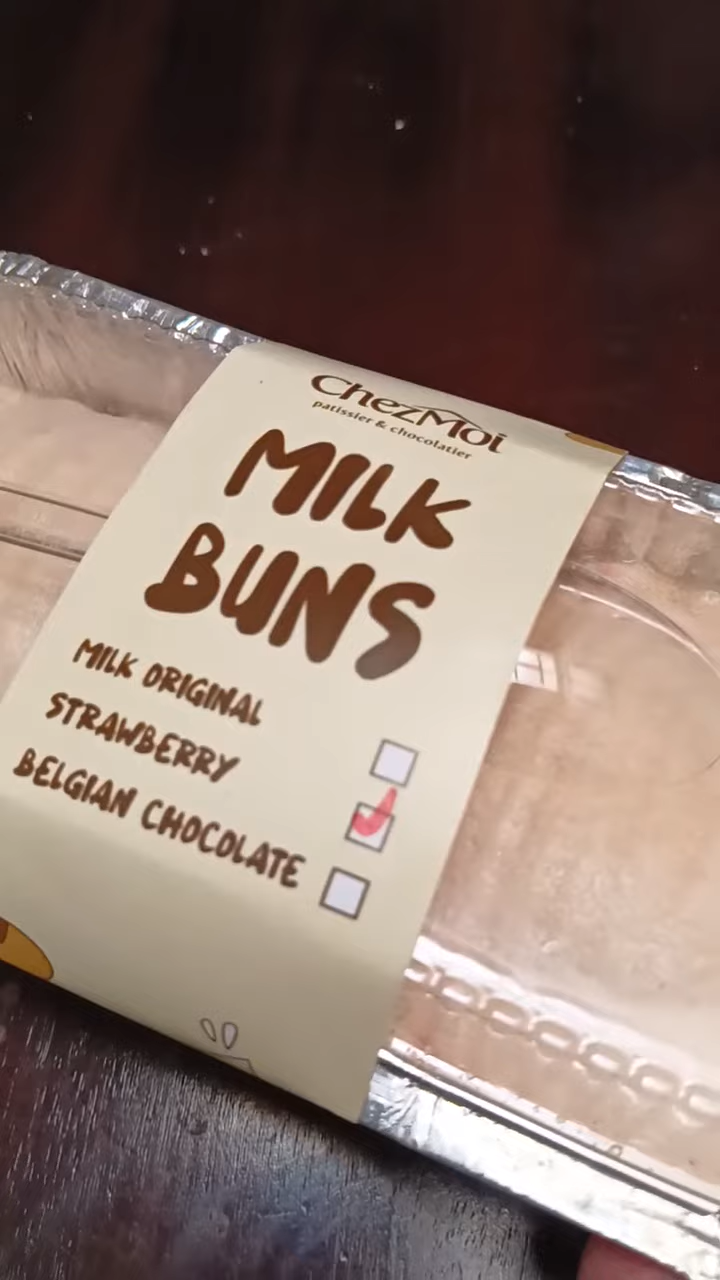 ChezMoi
patissier & chocolatier
MILK
BUNS
MILK ORIGINAL
STRAWBERRY
BELGIAN CHOCOLATE